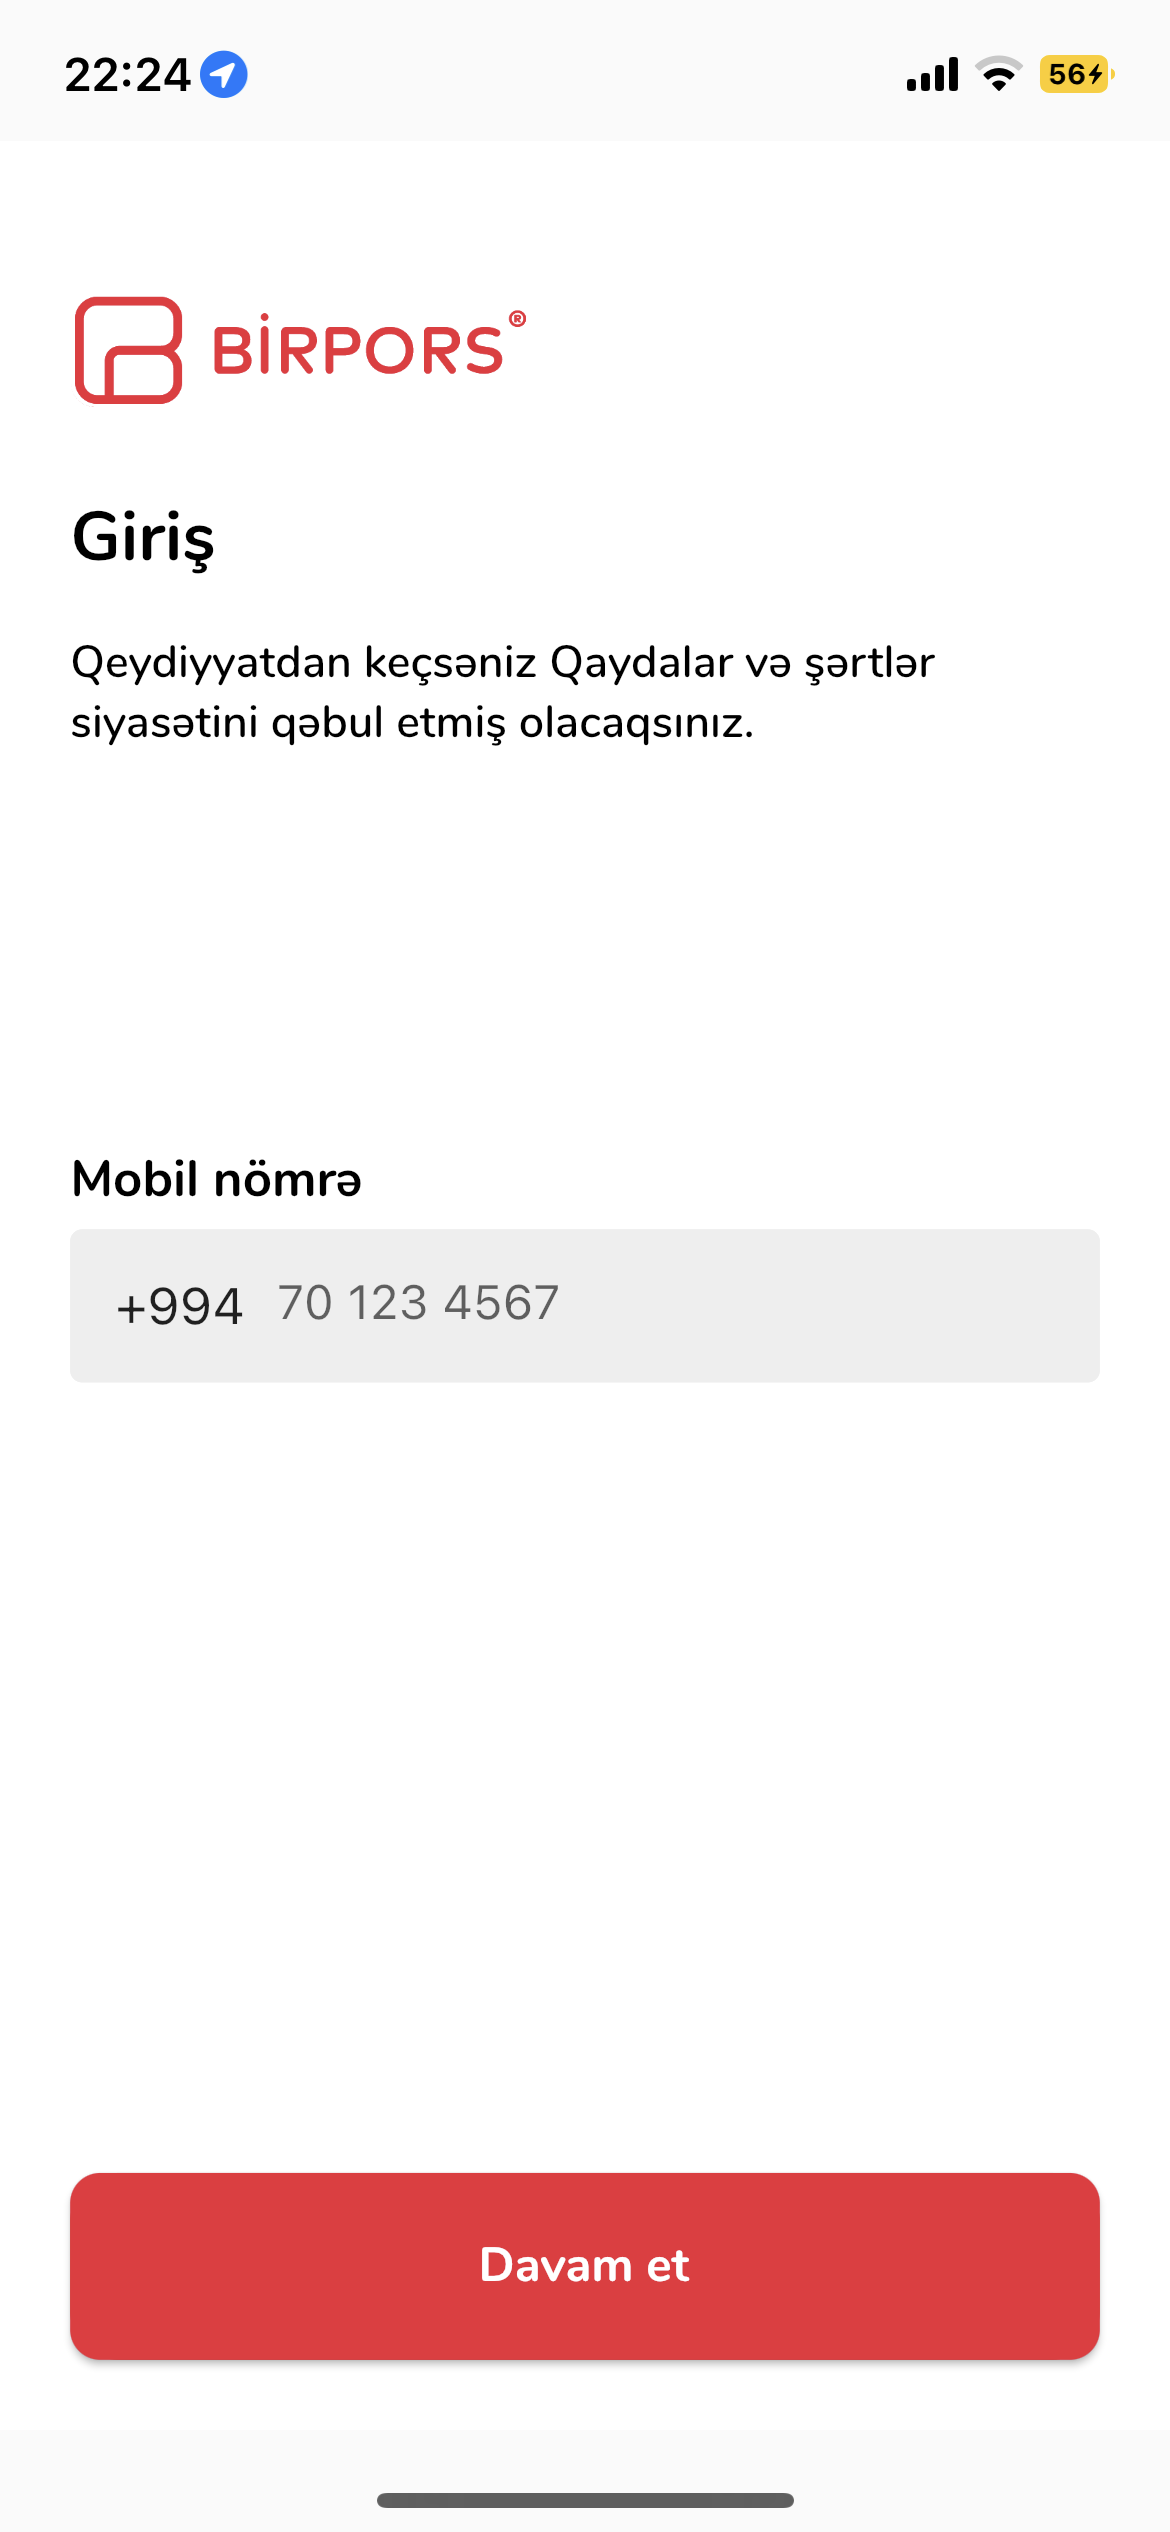 22:24
56
BİRPORS®
Giriş
Qeydiyyatdan keçsəniz Qaydalar və şərtlər
siyasətini qəbul etmiş olacaqsınız.
Mobil nömrə
+994 70 123 4567
Davam et